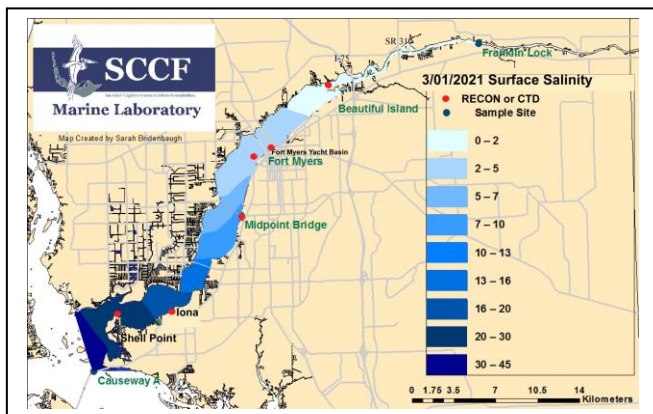 SCCF
Marine Laboratory
Map Created by Sarah Bridenbaugh
I-75
SR 31
Franklin Lock
3/01/2021 Surface Salinity
RECON or CTD
Sample Site
Beautiful Island
Fort Myers Yacht Basin
Fort Myers
Midpoint Bridge
Iona
Shell Point
Causeway A
0 – 2
2 – 5
5 – 7
7 – 10
10 – 13
13 – 16
16 – 20
20 – 30
30 – 45
0 1.75 3.5 7 10.5 14
Kilometers